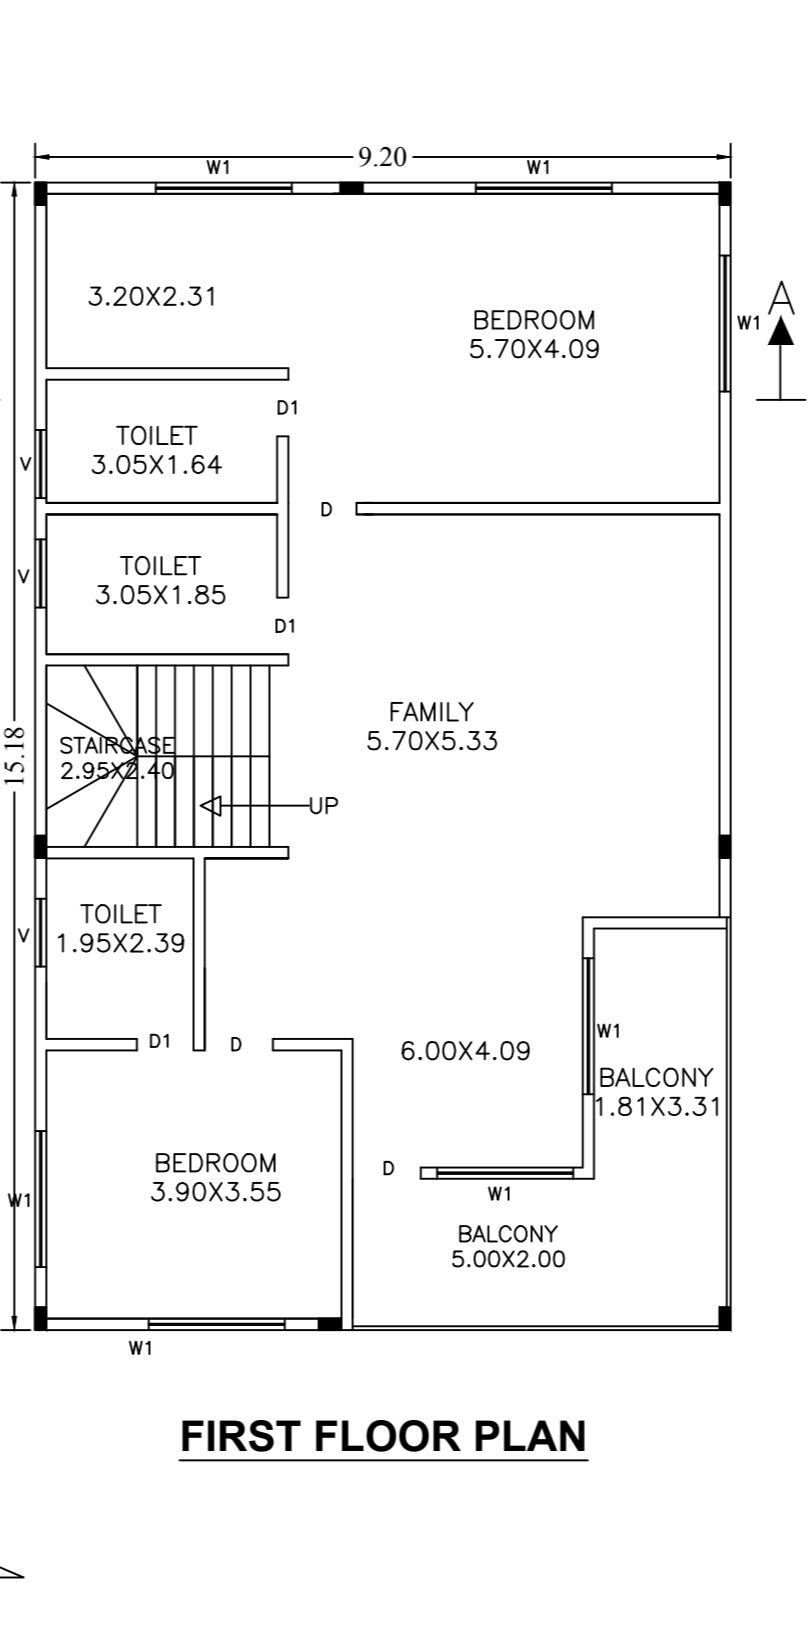 9.20
W1
W1
3.20X2.31
BEDROOM
5.70X4.09
W1
A
D1
TOILET
3.05X1.64
V
D
TOILET
3.05X1.85
V
D1
FAMILY
5.70X5.33
15.18
STAIRCASE
2.95X2.40
UP
TOILET
1.95X2.39
V
D1
D
6.00X4.09
W1
BALCONY
1.81X3.31
BEDROOM
3.90X3.55
D
W1
W1
BALCONY
5.00X2.00
W1
FIRST FLOOR PLAN